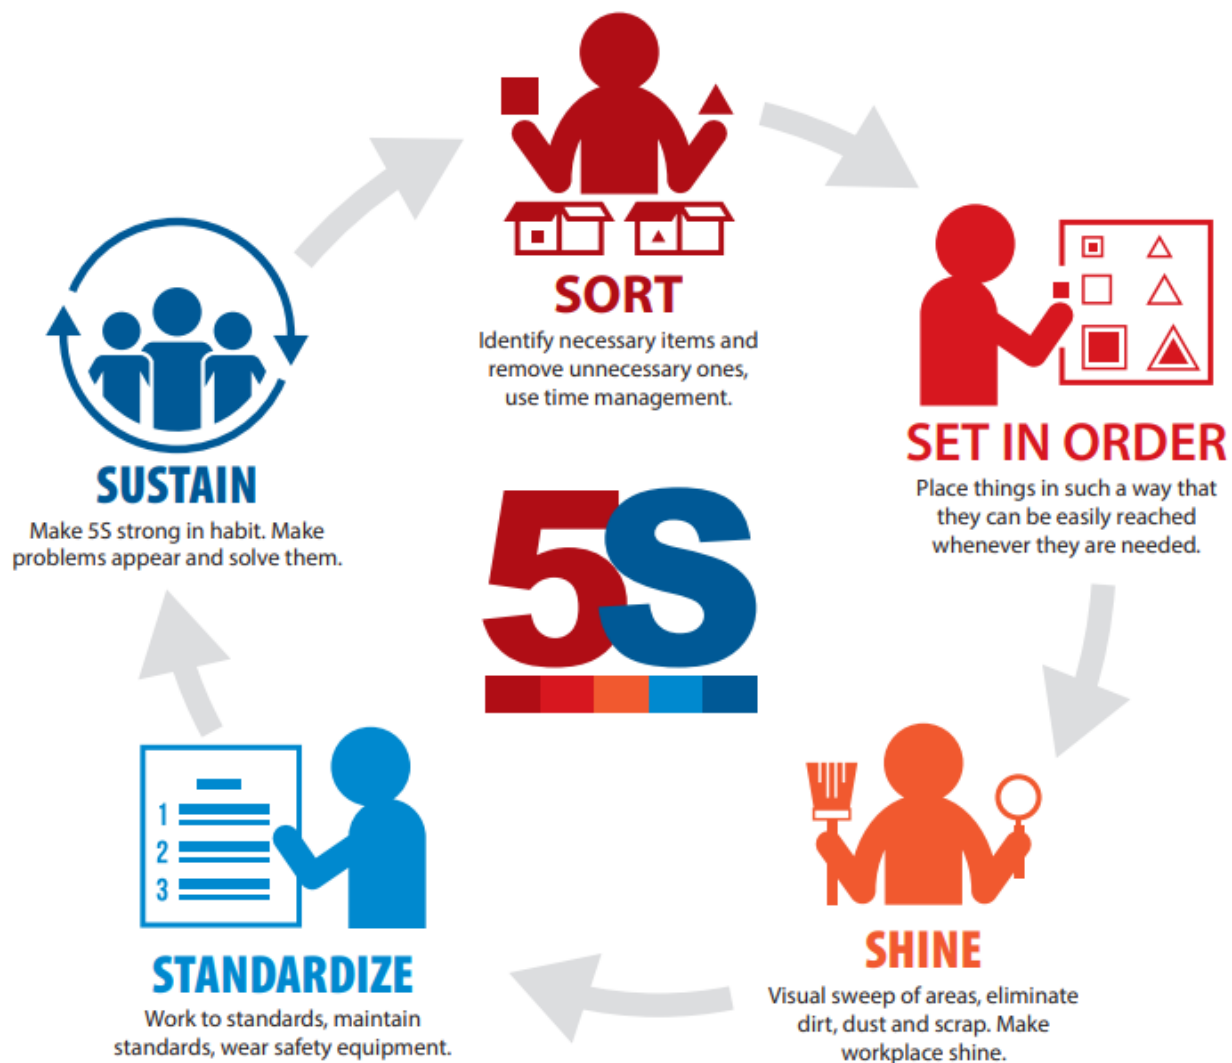 SORT
Identify necessary items and
remove unnecessary ones,
use time management.
SET IN ORDER
Place things in such a way that
they can be easily reached
whenever they are needed.
SUSTAIN
Make 5S strong in habit. Make
problems appear and solve them.
5S
1
2
3
STANDARDIZE
Work to standards, maintain
standards, wear safety equipment.
SHINE
Visual sweep of areas, eliminate
dirt, dust and scrap. Make
workplace shine.